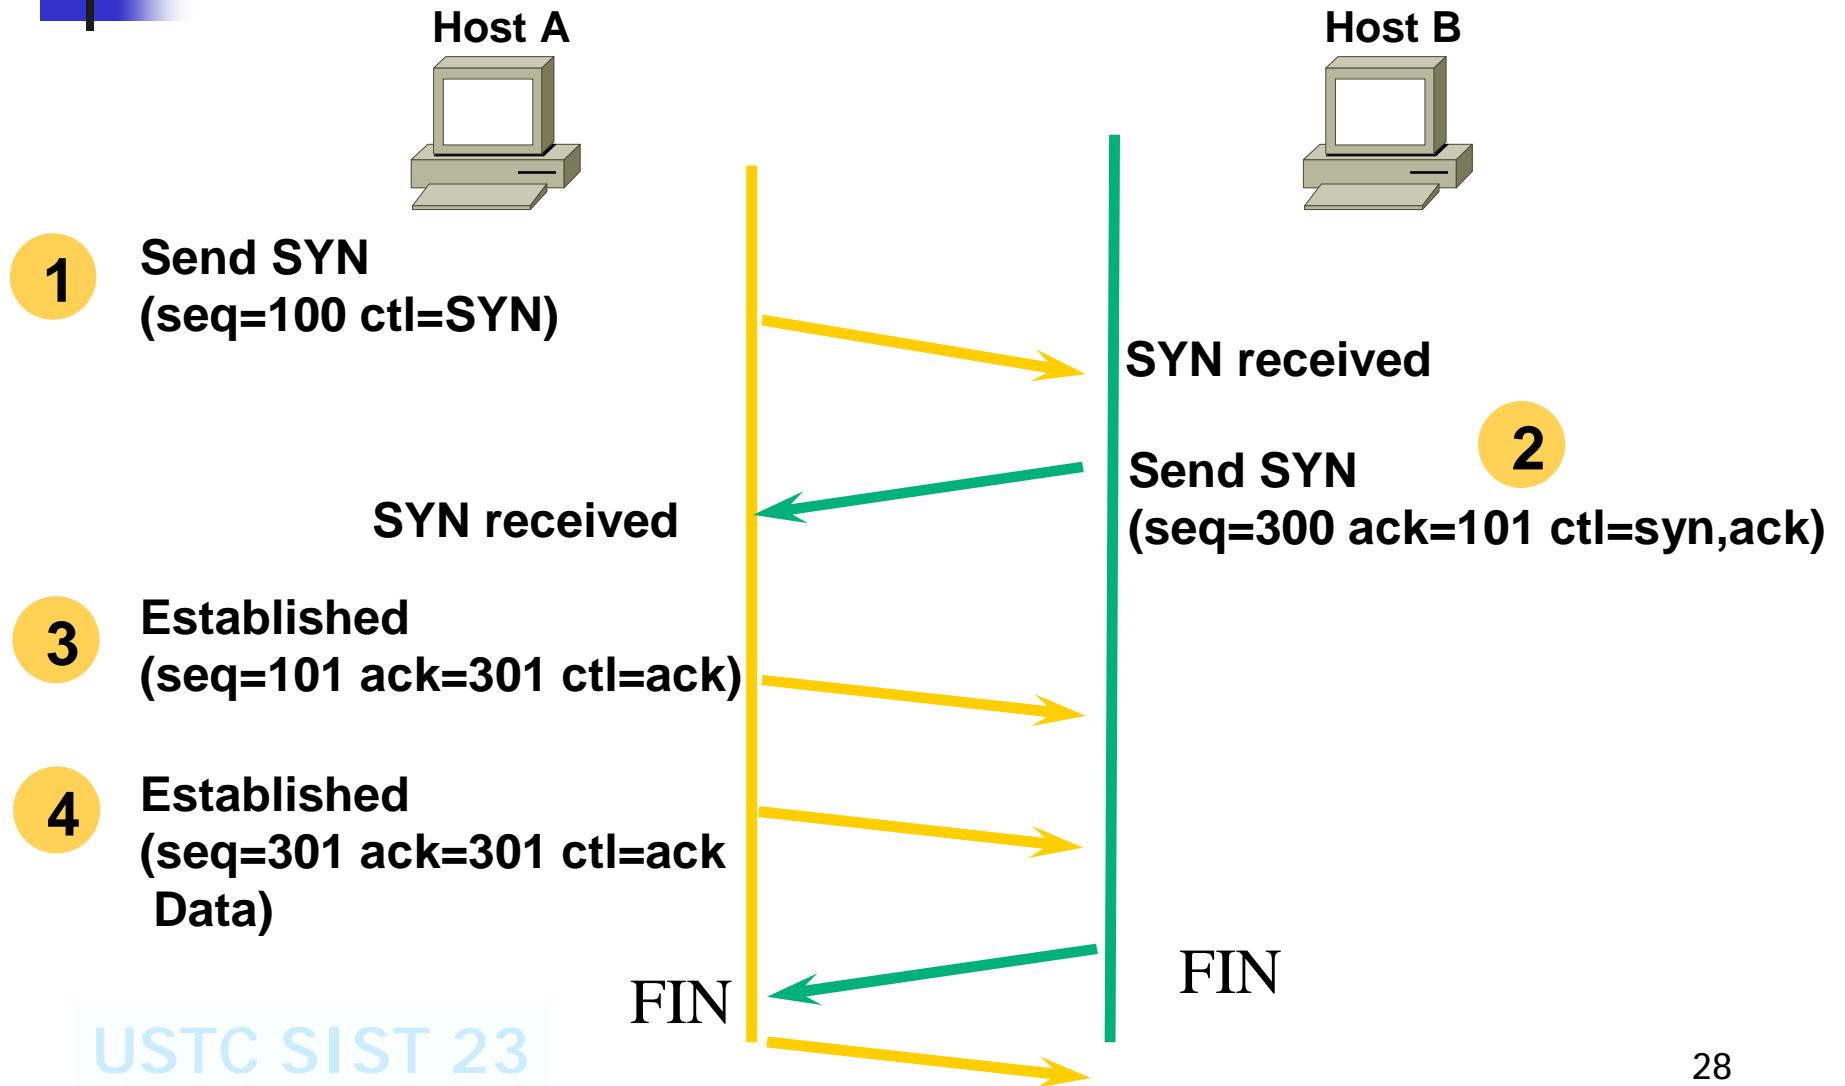 Host A
Host B
1
Send SYN
(seq=100 ctl=SYN)
SYN received
2
Send SYN
(seq=300 ack=101 ctl=syn,ack)
SYN received
3
Established
(seq=101 ack=301 ctl=ack)
4
Established
(seq=301 ack=301 ctl=ack
Data)
FIN
FIN
USTC SIST 23
28